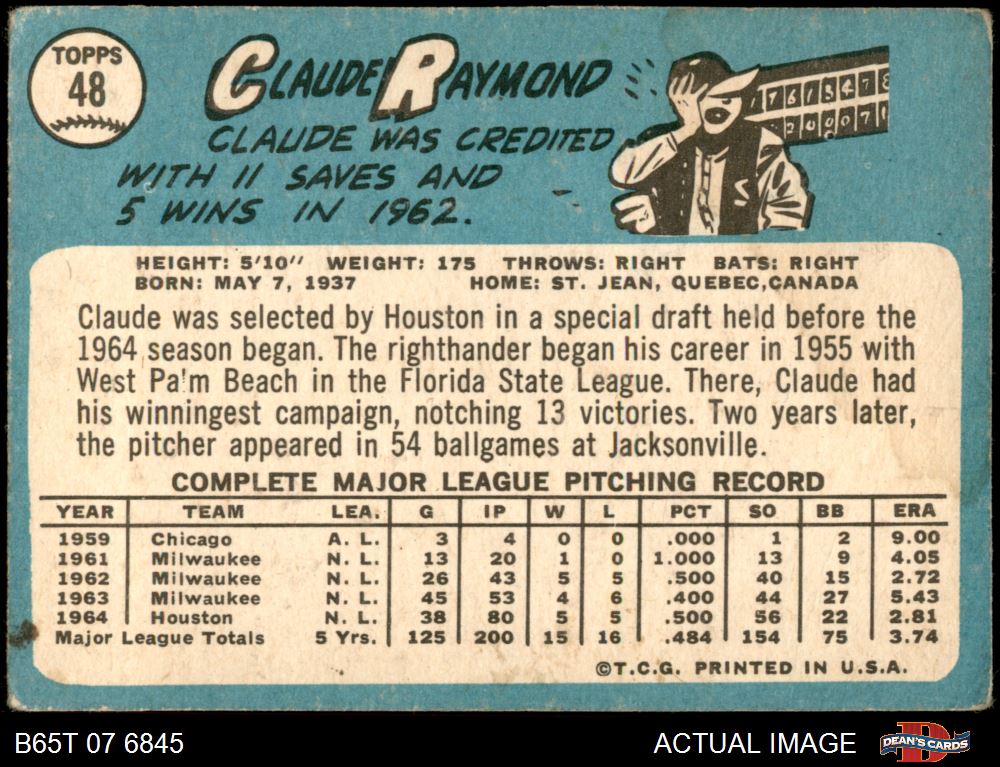 TOPPS
48
CLAUDE RAYMOND
CLAUDE WAS CREDITED
WITH 11 SAVES AND
5 WINS IN 1962.
HEIGHT: 5'10" WEIGHT: 175 THROWS: RIGHT BATS: RIGHT
BORN: MAY 7, 1937 HOME: ST. JEAN, QUEBEC, CANADA
Claude was selected by Houston in a special draft held before the
1964 season began. The righthander began his career in 1955 with
West Pa'm Beach in the Florida State League. There, Claude had
his winningest campaign, notching 13 victories. Two years later,
the pitcher appeared in 54 ballgames at Jacksonville.
COMPLETE MAJOR LEAGUE PITCHING RECORD
YEAR TEAM LEA. G IP W L PCT SO BB ERA
1959 Chicago A. L. 3 4 0 0 .000 1 2 9.00
1961 Milwaukee N. L. 13 20 1 0 1.000 13 9 4.05
1962 Milwaukee N. L. 26 43 5 5 .500 40 15 2.72
1963 Milwaukee N. L. 45 53 4 6 .400 44 27 5.43
1964 Houston N. L. 38 80 5 5 .500 56 22 2.81
Major League Totals 5 Yrs. 125 200 15 16 .484 154 75 3.74
©T.C.G. PRINTED IN U.S.A.
B65T 07 6845 ACTUAL IMAGE DEAN'S CARDS